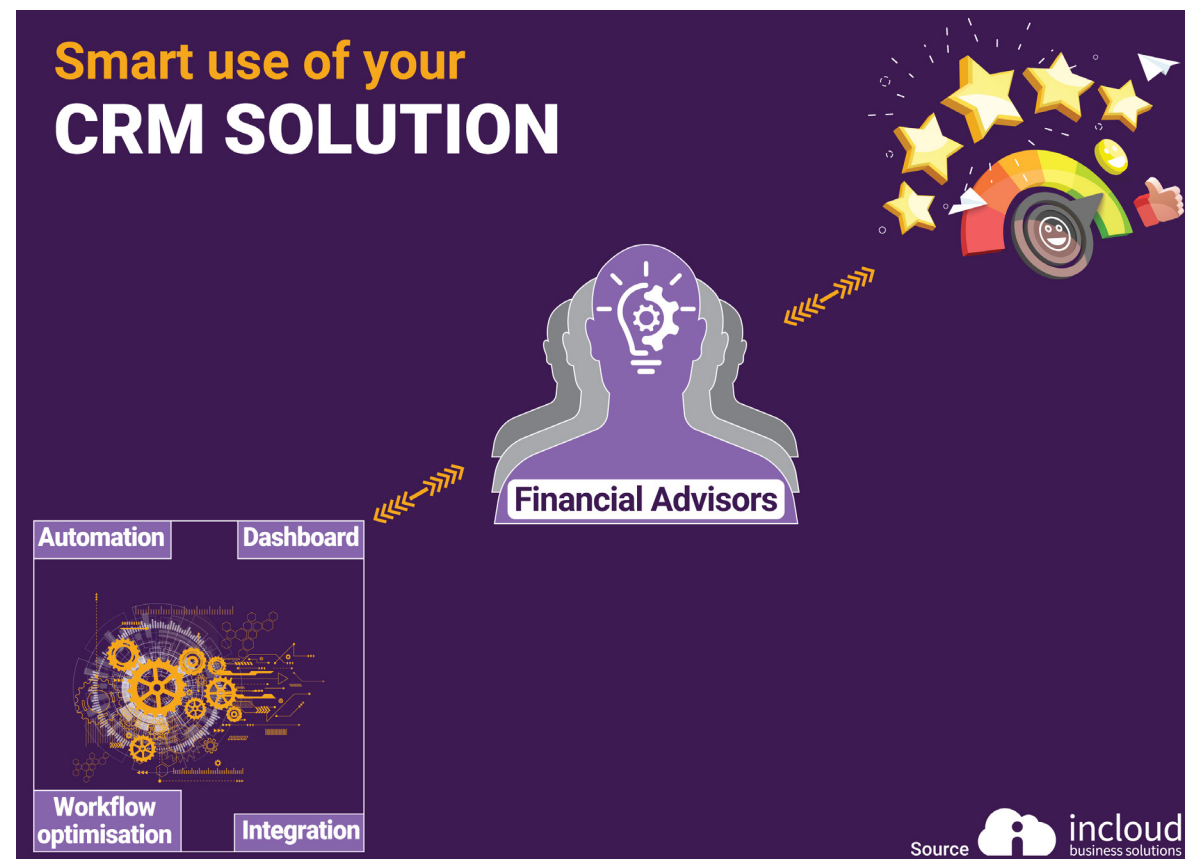 Smart use of your
CRM SOLUTION
Financial Advisors
Automation
Dashboard
Workflow
optimisation
Integration
Source
incloud
business solutions